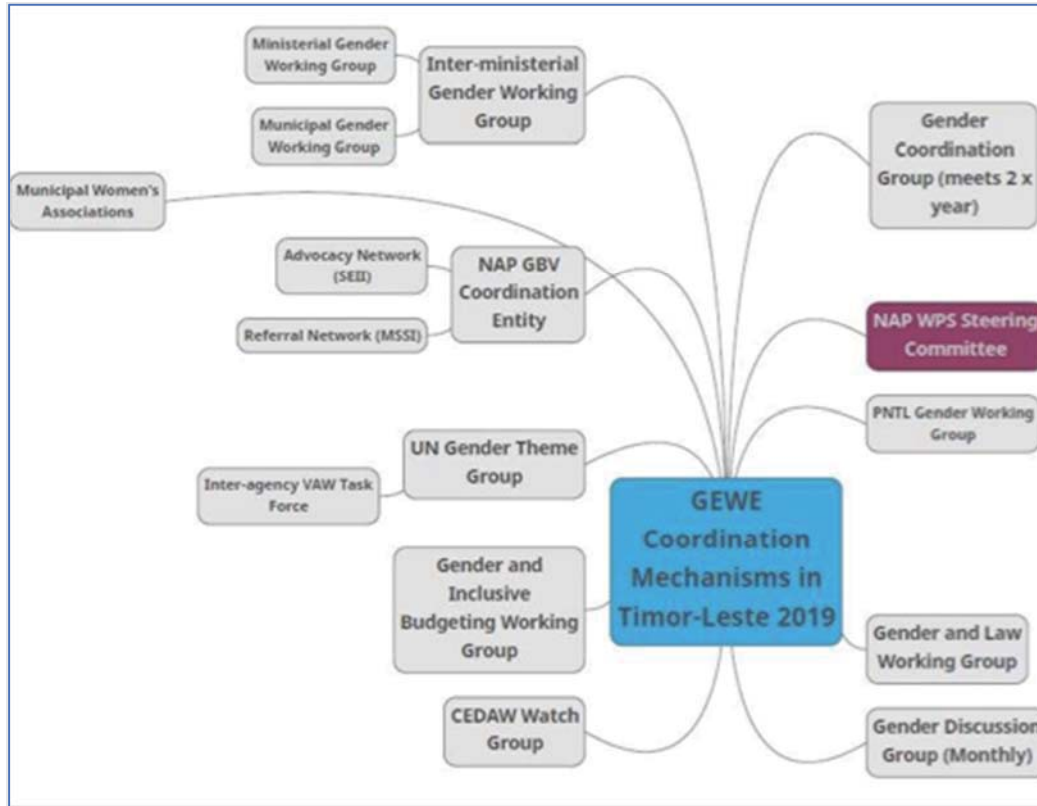 Ministerial Gender
Working Group
Inter-ministerial
Gender Working
Group
Municipal Gender
Working Group
Municipal Women's
Associations
Advocacy Network
(SEII)
NAP GBV
Coordination
Entity
Referral Network (MSSI)
UN Gender Theme
Group
Inter-agency VAW Task
Force
Gender and
Inclusive
Budgeting Working
Group
CEDAW Watch
Group
Gender
Coordination
Group (meets 2 x
year)
NAP WPS Steering
Committee
PNTL Gender Working
Group
GEWE
Coordination
Mechanisms in
Timor-Leste 2019
Gender and Law
Working Group
Gender Discussion
Group (Monthly)